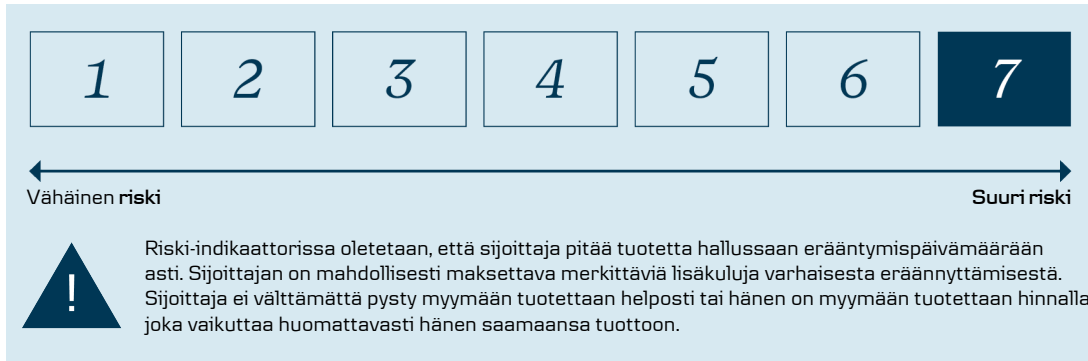 1 2 3 4 5 6 7
Vähäinen riski Suuri riski
Riski-indikaattorissa oletetaan, että sijoittaja pitää tuotetta hallussaan erääntymispäivämäärään
asti. Sijoittajan on mahdollisesti maksettava merkittäviä lisäkuluja varhaisesta eräännyttämisestä.
Sijoittaja ei välttämättä pysty myymään tuotettaan helposti tai hänen on myymään tuotettaan hinnalla
joka vaikuttaa huomattavasti hänen saamaansa tuottoon.
!